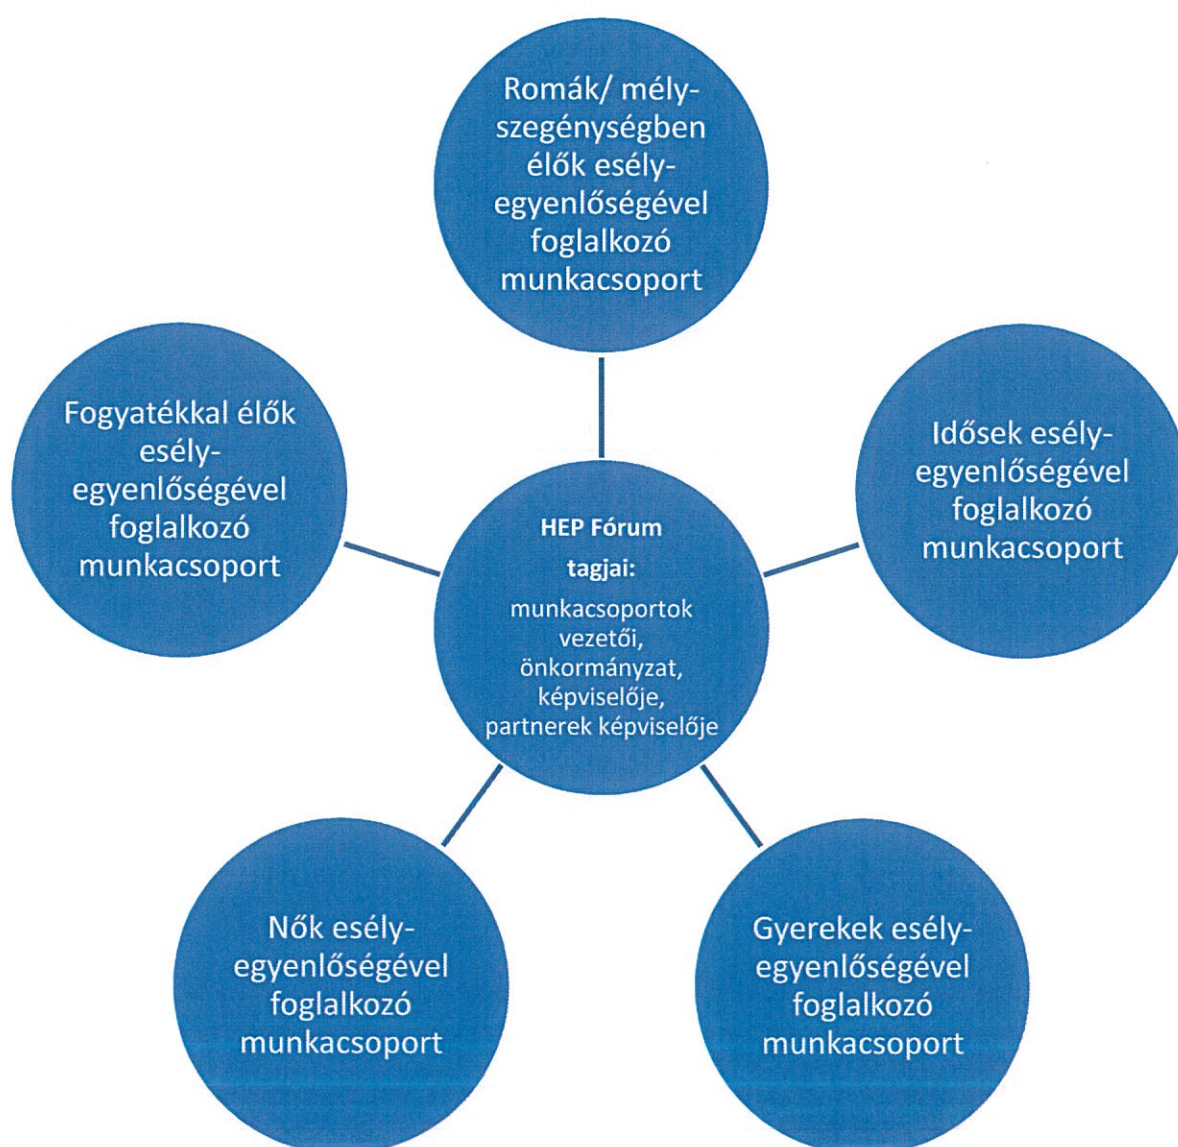 Romák/ mély-
szegénységben
élők esély-
egyenlőségével
foglalkozó
munkacsoport
Fogyatékkal élők
esély-
egyenlőségével
foglalkozó
munkacsoport
Idősek esély-
egyenlőségével
foglalkozó
munkacsoport
HEP Fórum
tagjai:
munkacsoportok
vezetői,
önkormányzat,
képviselője,
partnerek képviselője
Nők esély-
egyenlőségével
foglalkozó
munkacsoport
Gyerekek esély-
egyenlőségével
foglalkozó
munkacsoport